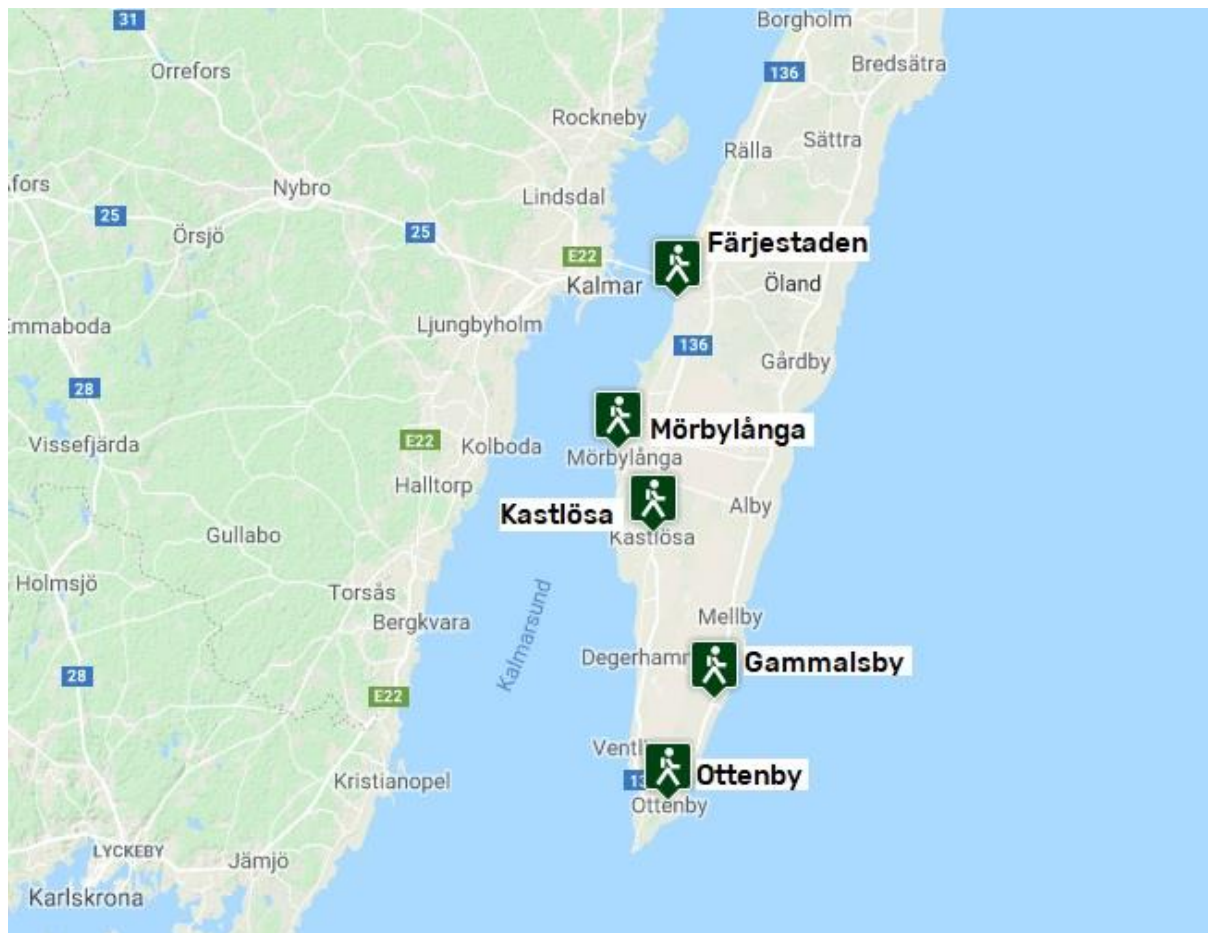 31
Borgholm
Orrefors
136
Bredsätra
Rockneby
Rälla
Sättra
fors
Nybro
Lindsdal
25
Örsjö
25
E22
Färjestaden
Kalmar
Öland
mmaboda
Ljungbyholm
136
Gårdby
28
Mörbylånga
Vissefjärda
E22
Kolboda
Mörbylånga
Halltorp
Kastlösa
Alby
Gullabo
Kastlösa
Holmsjö
Torsås
Kalmarsund
Bergkvara
Mellby
Degerhamn
Gammalsby
28
E22
Ventli
Ottenby
Kristianopel
13
Ottenby
LYCKEBY
Jämjö
Karlskrona